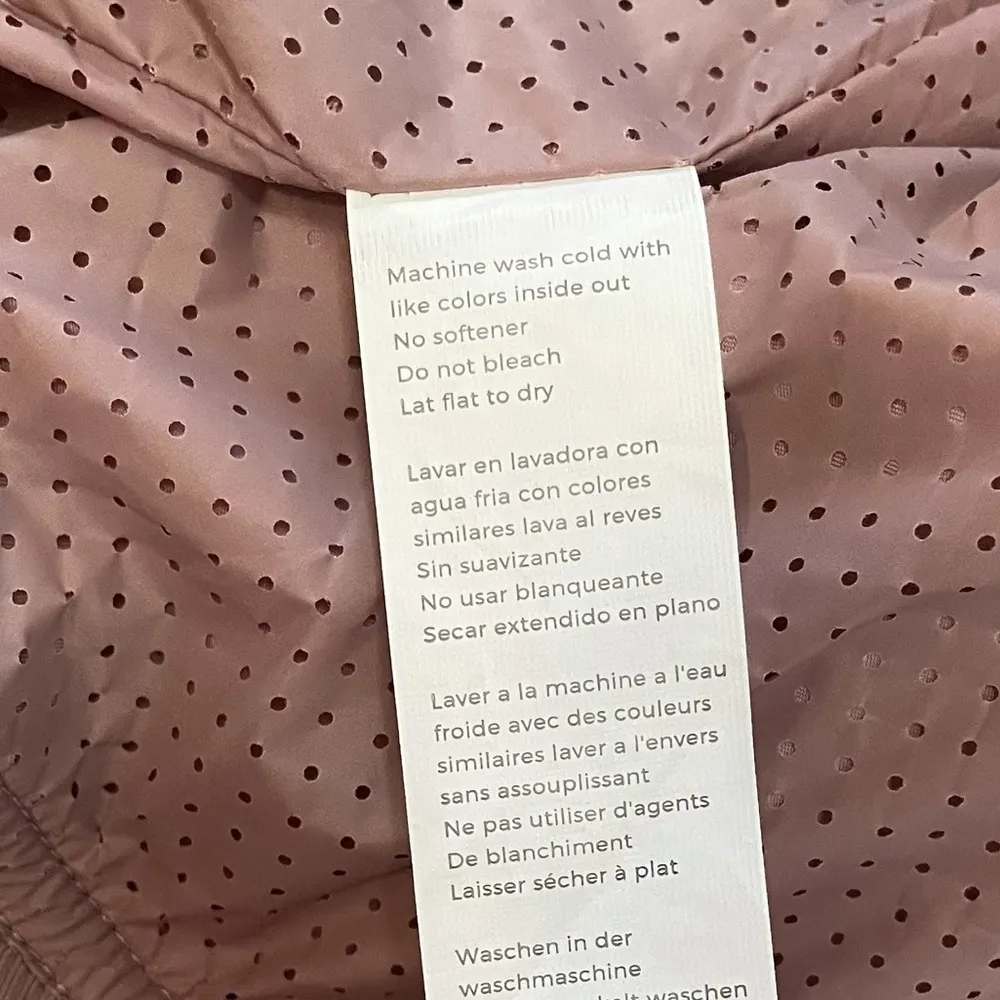 Machine wash cold with
like colors inside out
No softener
Do not bleach
Lat flat to dry
Lavar en lavadora con
agua fria con colores
similares lava al reves
Sin suavizante
No usar blanqueante
Secar extendido en plano
Laver a la machine a l'eau
froide avec des couleurs
similaires laver a l'envers
sans assouplissant
Ne pas utiliser d'agents
De blanchiment
Laisser sécher à plat
Waschen in der
waschmaschine
waschen